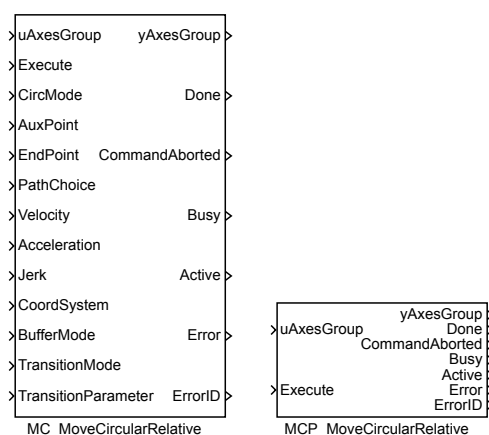 uAxesGroup yAxesGroup
Execute
CircMode Done
AuxPoint
EndPoint CommandAborted
PathChoice
Velocity Busy
Acceleration
Jerk Active
CoordSystem
BufferMode Error
TransitionMode
TransitionParameter ErrorID
MC_MoveCircularRelative
yAxesGroup
uAxesGroup Done
CommandAborted
Busy
Active
Execute Error
ErrorID
MCP_MoveCircularRelative